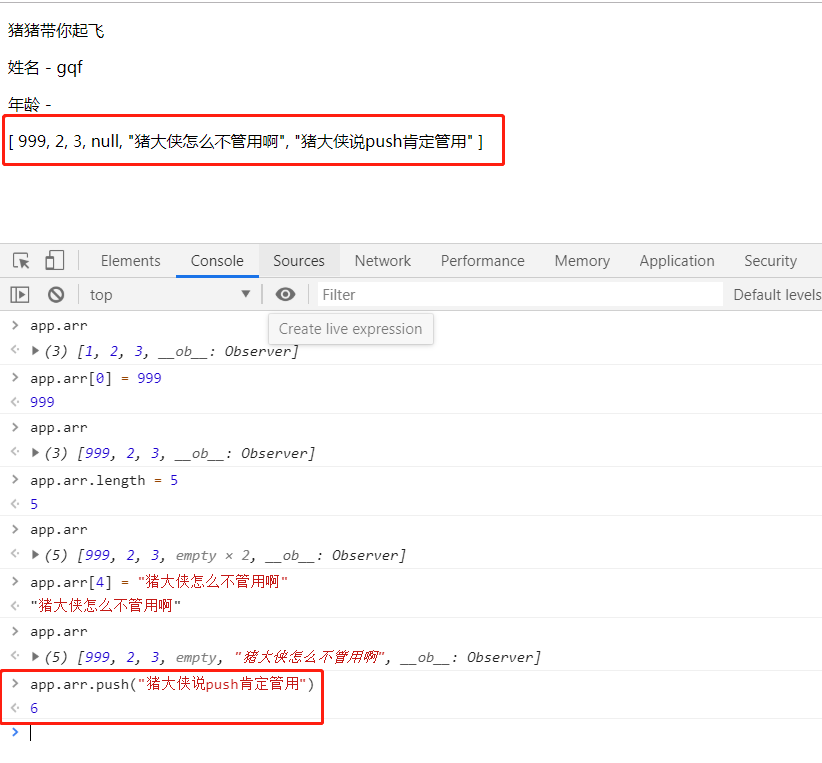 猪猪带你起飞
姓名 - gqf
年龄 -
[ 999, 2, 3, null, "猪大侠怎么不管用啊", "猪大侠说push肯定管用" ]
Elements Console Sources Network Performance Memory Application Security
top Filter Default levels
Create live expression
app.arr
(3) [1, 2, 3, __ob__: Observer]
app.arr[0] = 999
999
app.arr
(3) [999, 2, 3, __ob__: Observer]
app.arr.length = 5
5
app.arr
(5) [999, 2, 3, empty × 2, __ob__: Observer]
app.arr[4] = "猪大侠怎么不管用啊"
"猪大侠怎么不管用啊"
app.arr
(5) [999, 2, 3, empty, "猪大侠怎么不管用啊", __ob__: Observer]
app.arr.push("猪大侠说push肯定管用")
6